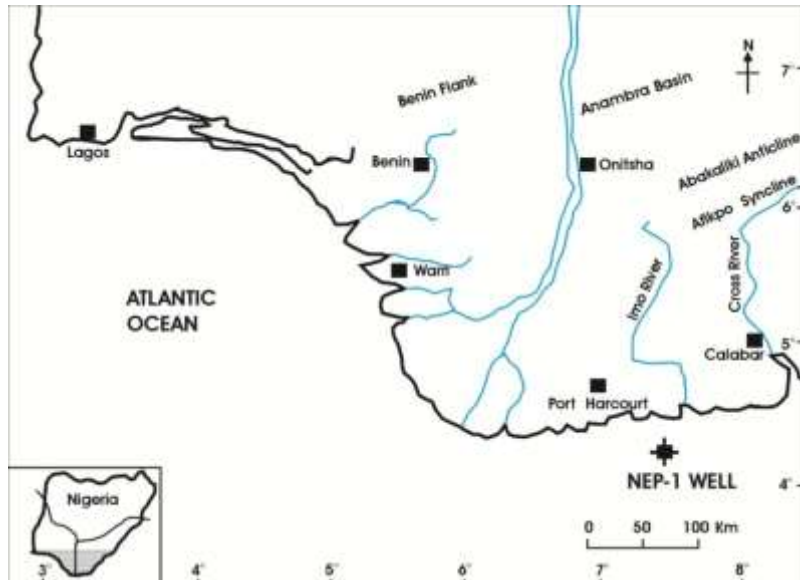 N
7°
Benin Flank
Anambra Basin
Lagos
Benin
Onitsha
Abakaliki Anticline
Afikpo Syncline
6°
Warri
Imo River
Cross River
ATLANTIC
OCEAN
5°
Calabar
Port Harcourt
NEP-1 WELL
4°
Nigeria
0 50 100 Km
3° 4° 5° 6° 7° 8°